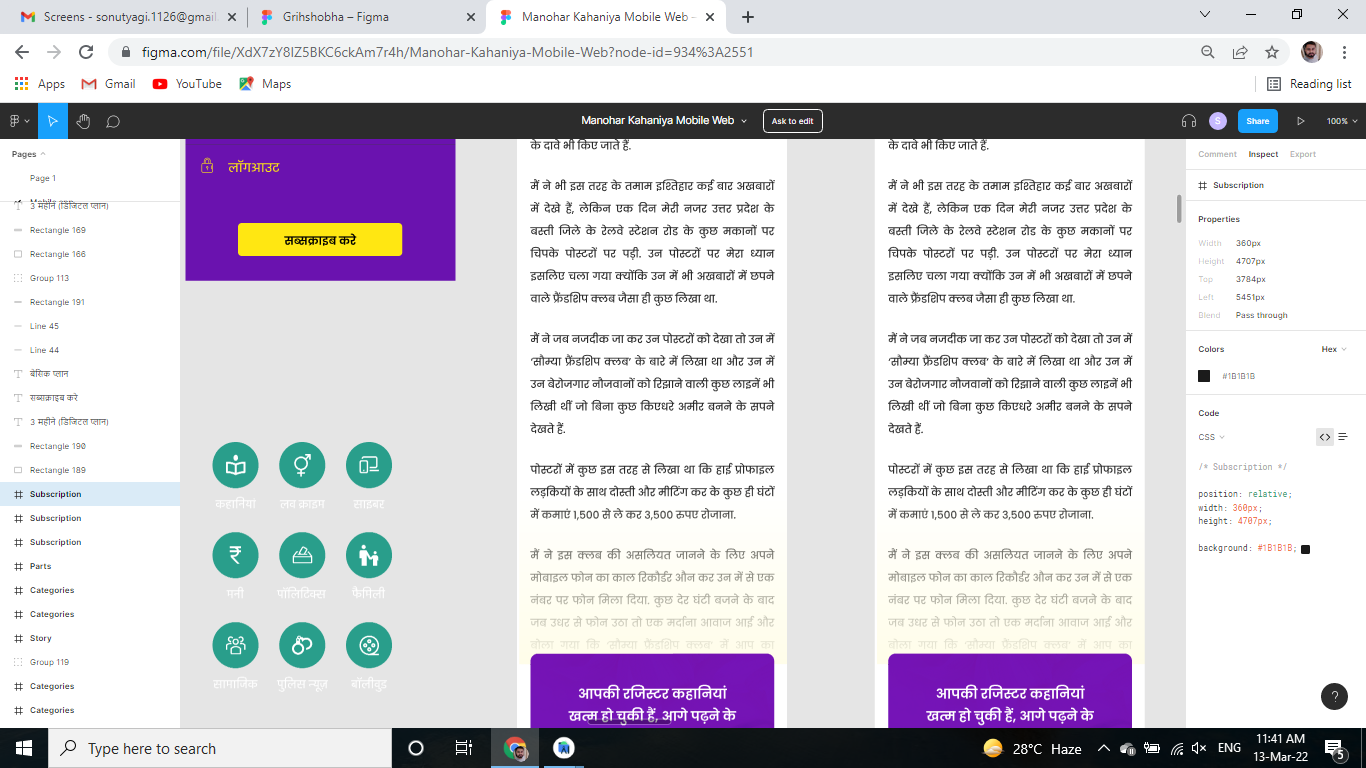 Screens - sonutyagi.1126@gmail.
Grihshobha – Figma
Manohar Kahaniya Mobile Web –
figma.com/file/XdX7zY8IZ5BKC6ckAm7r4h/Manohar-Kahaniya-Mobile-Web?node-id=934%3A2551
Apps
Gmail
YouTube
Maps
Reading list
Manohar Kahaniya Mobile Web
Ask to edit
S
Share
100%
Pages
Page 1
3 महीने (डिजिटल प्लान)
Rectangle 169
Rectangle 166
Group 113
Rectangle 191
Line 45
Line 44
बेसिक प्लान
सब्सक्राइब करे
3 महीने (डिजिटल प्लान)
Rectangle 190
Rectangle 189
Subscription
Subscription
Subscription
Parts
Categories
Categories
Story
Group 119
Categories
Categories
लॉगआउट
सब्सक्राइब करे
कहानिया
लव क्राइम
साइबर
मनी
पॉलिटिक्स
फैमिली
सामाजिक
पुलिस न्यूज़
बॉलीवुड
के दावे भी किए जाते हैं.
मैं ने भी इस तरह के तमाम इश्तिहार कई बार अखबारों
में देखे हैं, लेकिन एक दिन मेरी नजर उत्तर प्रदेश के
बस्ती जिले के रेलवे स्टेशन रोड के कुछ मकानों पर
चिपके पोस्टरों पर पड़ी. उन पोस्टरों पर मेरा ध्यान
इसलिए चला गया क्योंकि उन में भी अखबारों में छपने
वाले फ्रैंडशिप क्लब जैसा ही कुछ लिखा था.
मैं ने जब नजदीक जा कर उन पोस्टरों को देखा तो उन में
‘सौम्या फ्रैंडशिप क्लब’ के बारे में लिखा था और उन में
उन बेरोजगार नौजवानों को रिझाने वाली कुछ लाइनें भी
लिखी थीं जो बिना कुछ किएधरे अमीर बनने के सपने
देखते हैं.
पोस्टरों में कुछ इस तरह से लिखा था कि हाई प्रोफाइल
लड़कियों के साथ दोस्ती और मीटिंग कर के कुछ ही घंटों
में कमाएं 1,500 से ले कर 3,500 रुपए रोजाना.
मैं ने इस क्लब की असलियत जानने के लिए अपने
मोबाइल फोन का काल रिकौर्डर औन कर उन में से एक
नंबर पर फोन मिला दिया. कुछ देर घंटी बजने के बाद
जब उधर से फोन उठा तो एक मर्दाना आवाज आई और
बोला गया कि ‘सौम्या फ्रैंडशिप क्लब’ में आप का
आपकी रजिस्टर कहानियां
खत्म हो चुकी हैं, आगे पढ़ने के
के दावे भी किए जाते हैं.
मैं ने भी इस तरह के तमाम इश्तिहार कई बार अखबारों
में देखे हैं, लेकिन एक दिन मेरी नजर उत्तर प्रदेश के
बस्ती जिले के रेलवे स्टेशन रोड के कुछ मकानों पर
चिपके पोस्टरों पर पड़ी. उन पोस्टरों पर मेरा ध्यान
इसलिए चला गया क्योंकि उन में भी अखबारों में छपने
वाले फ्रैंडशिप क्लब जैसा ही कुछ लिखा था.
मैं ने जब नजदीक जा कर उन पोस्टरों को देखा तो उन में
‘सौम्या फ्रैंडशिप क्लब’ के बारे में लिखा था और उन में
उन बेरोजगार नौजवानों को रिझाने वाली कुछ लाइनें भी
लिखी थीं जो बिना कुछ किएधरे अमीर बनने के सपने
देखते हैं.
पोस्टरों में कुछ इस तरह से लिखा था कि हाई प्रोफाइल
लड़कियों के साथ दोस्ती और मीटिंग कर के कुछ ही घंटों
में कमाएं 1,500 से ले कर 3,500 रुपए रोजाना.
मैं ने इस क्लब की असलियत जानने के लिए अपने
मोबाइल फोन का काल रिकौर्डर औन कर उन में से एक
नंबर पर फोन मिला दिया. कुछ देर घंटी बजने के बाद
जब उधर से फोन उठा तो एक मर्दाना आवाज आई और
बोला गया कि ‘सौम्या फ्रैंडशिप क्लब’ में आप का
आपकी रजिस्टर कहानियां
खत्म हो चुकी हैं, आगे पढ़ने के
Comment Inspect Export
Subscription
Properties
Width 360px
Height 4707px
Top 3784px
Left 5451px
Blend Pass through
Colors Hex
#1B1B1B
Code
CSS
/* Subscription */
position: relative;
width: 360px;
height: 4707px;
background: #1B1B1B;
?
Type here to search
28°C Haze
ENG
11:41 AM
13-Mar-22
5